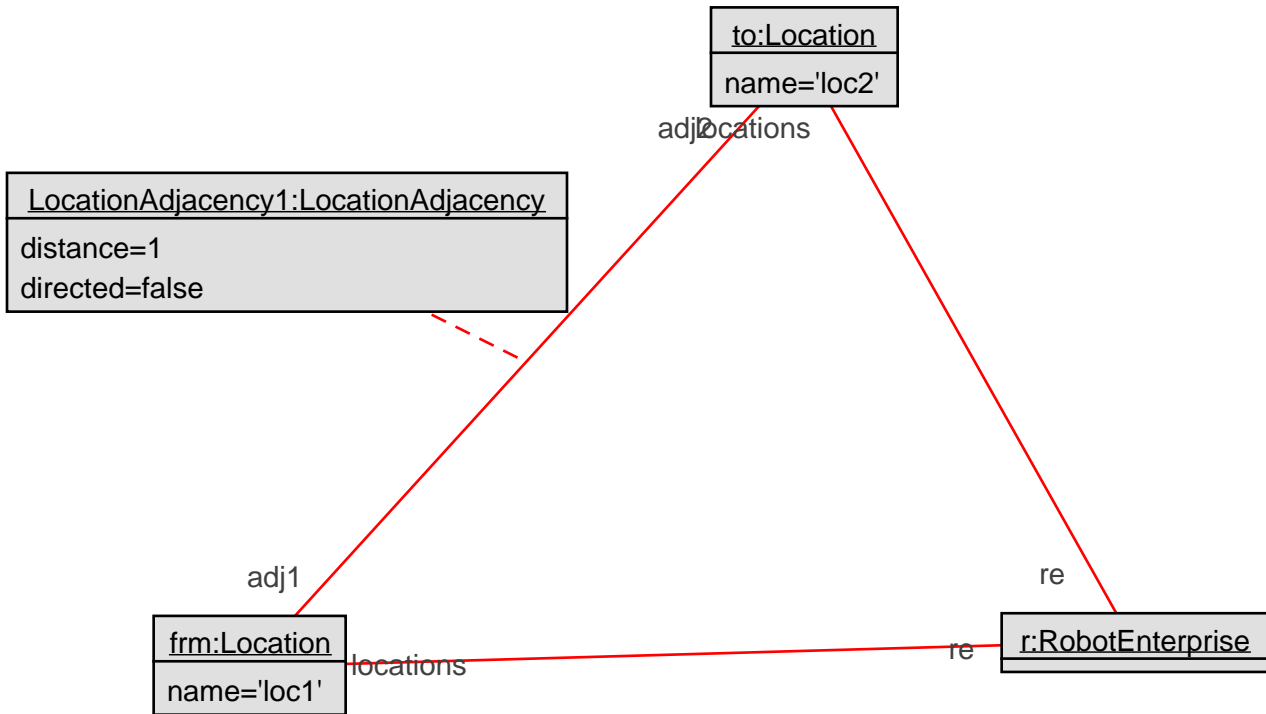 to:Location
name='loc2'
adj2
locations
LocationAdjacency1:LocationAdjacency
distance=1
directed=false
adj1
re
frm:Location
name='loc1'
locations
re
r:RobotEnterprise